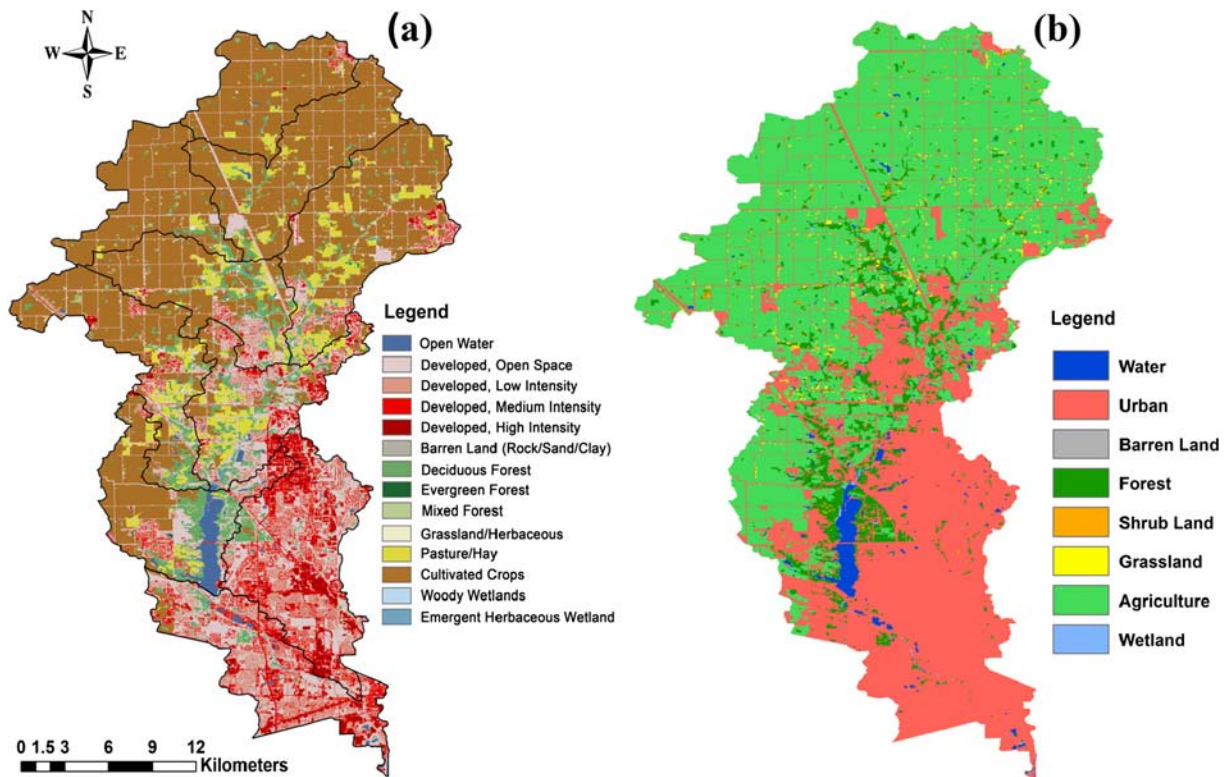 (a)
(b)
N
W E
S
Legend
Open Water
Developed, Open Space
Developed, Low Intensity
Developed, Medium Intensity
Developed, High Intensity
Barren Land (Rock/Sand/Clay)
Deciduous Forest
Evergreen Forest
Mixed Forest
Grassland/Herbaceous
Pasture/Hay
Cultivated Crops
Woody Wetlands
Emergent Herbaceous Wetland
Legend
Water
Urban
Barren Land
Forest
Shrub Land
Grassland
Agriculture
Wetland
0 1.5 3 6 9 12
Kilometers